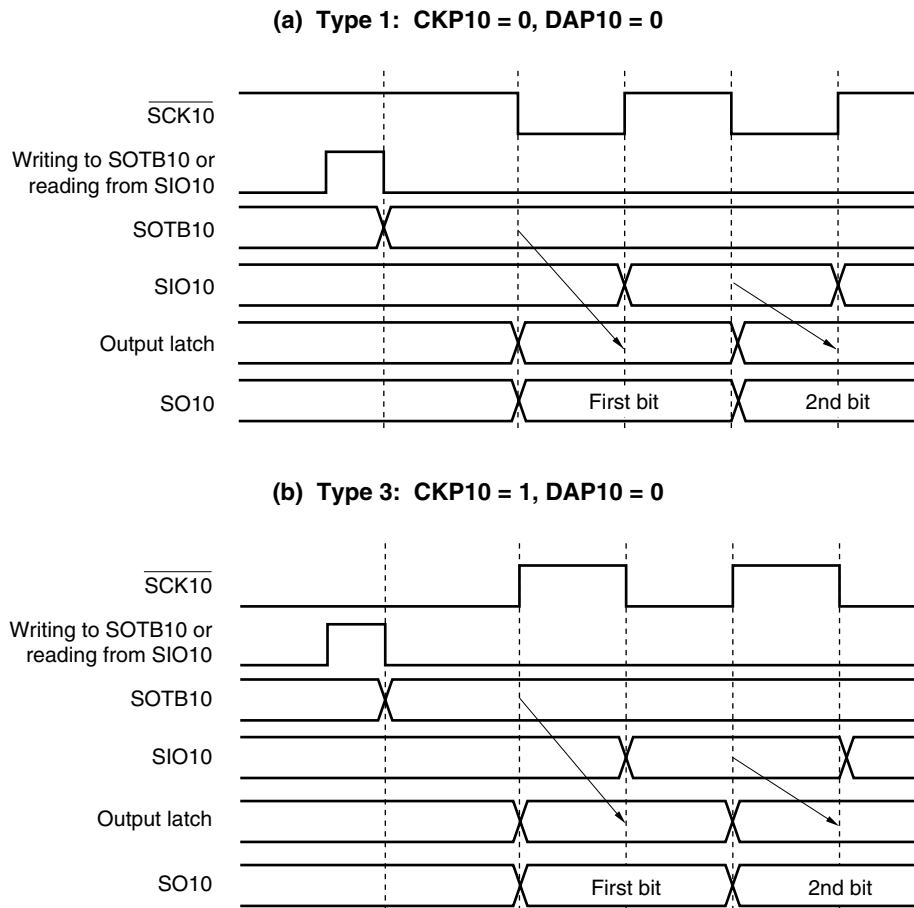 (a) Type 1: CKP10 = 0, DAP10 = 0
SCK10
Writing to SOTB10 or
reading from SIO10
SOTB10
SIO10
Output latch
SO10
First bit
2nd bit
(b) Type 3: CKP10 = 1, DAP10 = 0
SCK10
Writing to SOTB10 or
reading from SIO10
SOTB10
SIO10
Output latch
SO10
First bit
2nd bit